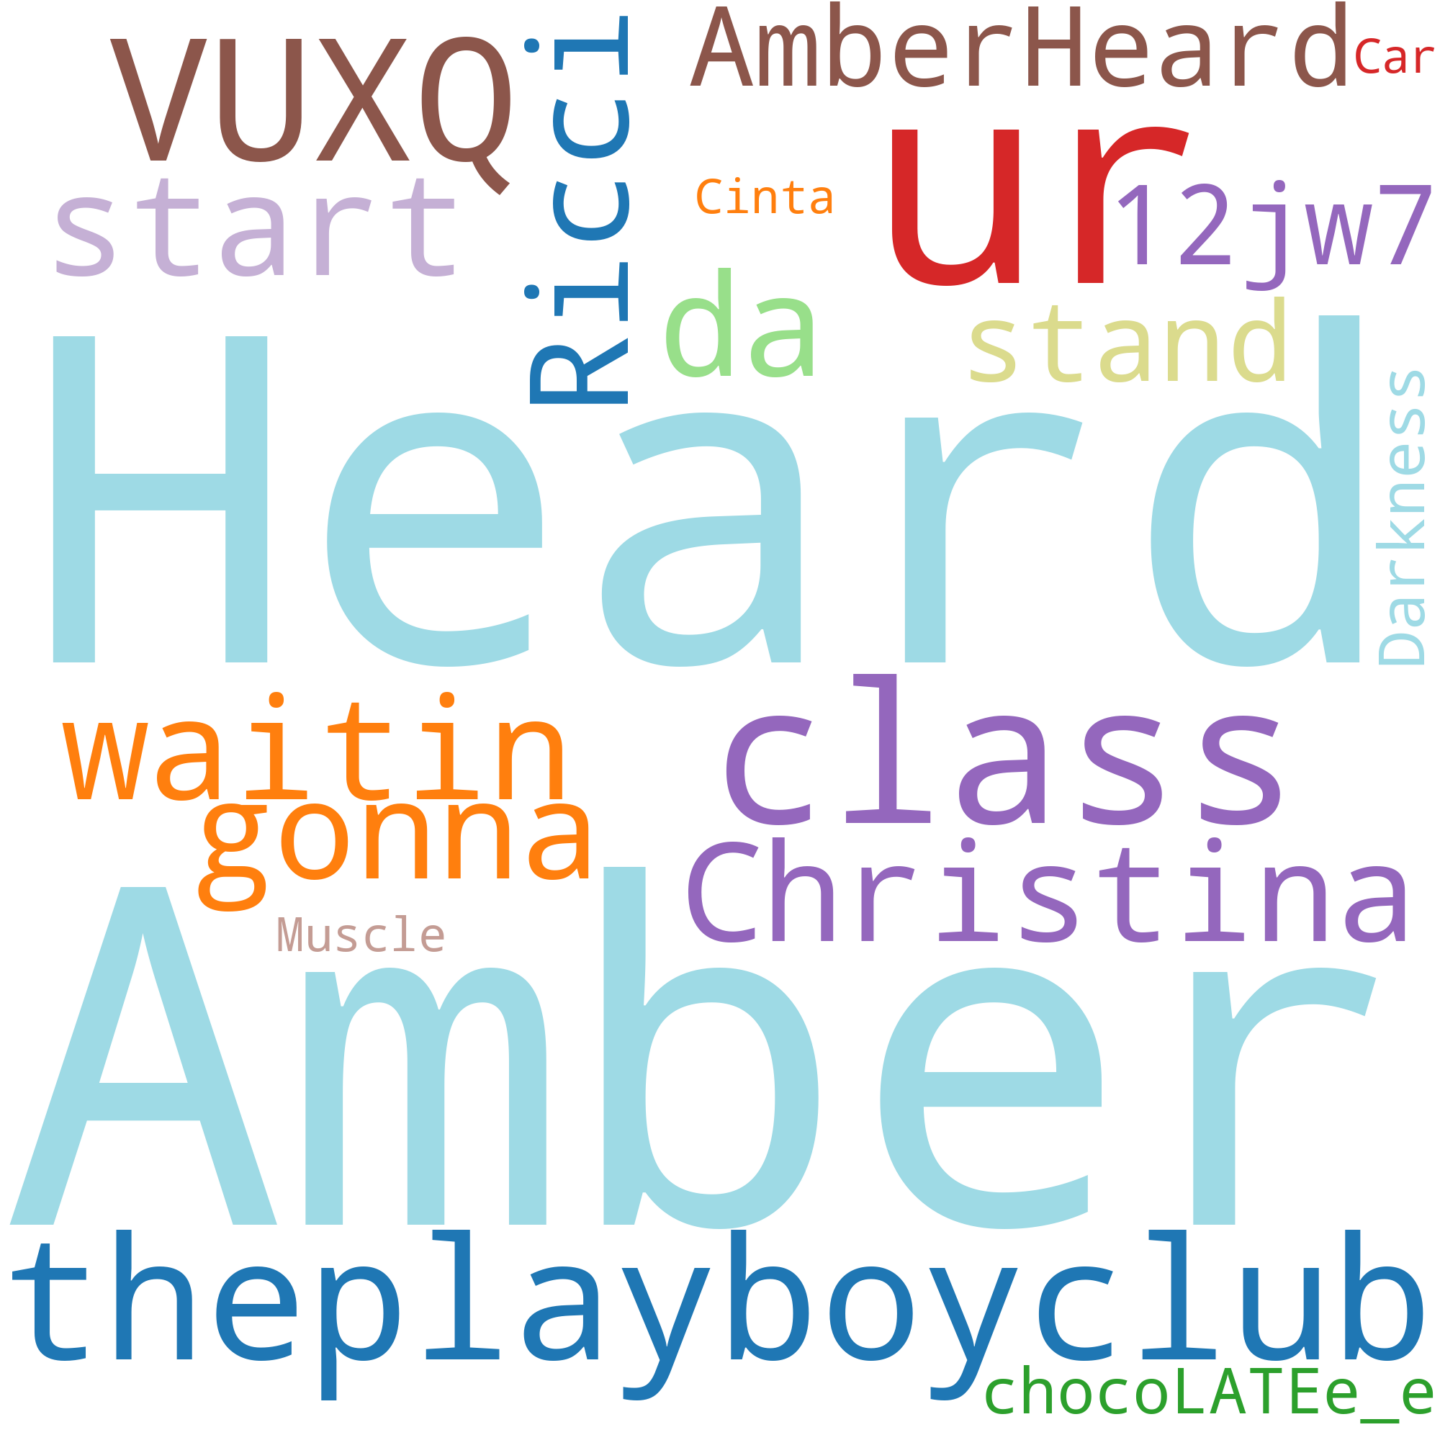 VUXQ
Ricci
AmberHeard
Car
start
Cinta
ur
12jw7
da
stand
Heard
Darkness
waitin
class
gonna
Christina
Muscle
Amber
theplayboyclub
chocoLATEe_e